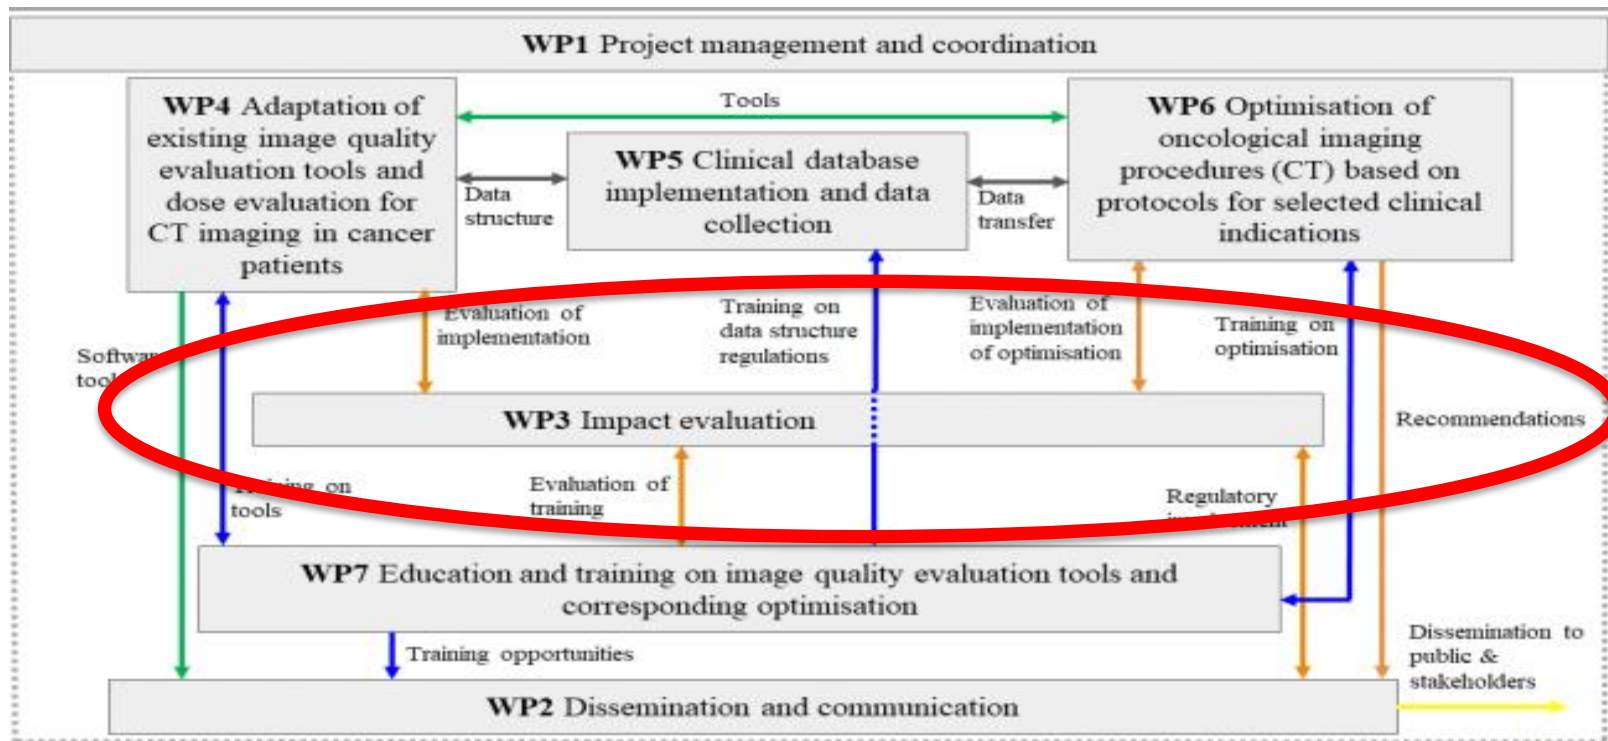 WP1 Project management and coordination
WP4 Adaptation of
existing image quality
evaluation tools and
dose evaluation for
CT imaging in cancer
patients
Tools
WP5 Clinical database
implementation and data
collection
WP6 Optimisation of
oncological imaging
procedures (CT) based on
protocols for selected clinical
indications
Data
structure
Data
transfer
Software
tools
Evaluation of
implementation
Training on
data structure
regulations
Evaluation of
implementation
of optimisation
Training on
optimisation
WP3 Impact evaluation
Recommendations
Training on
tools
Evaluation of
training
Regulatory
WP7 Education and training on image quality evaluation tools and
corresponding optimisation
Training opportunities
Dissemination to
public &
stakeholders
WP2 Dissemination and communication